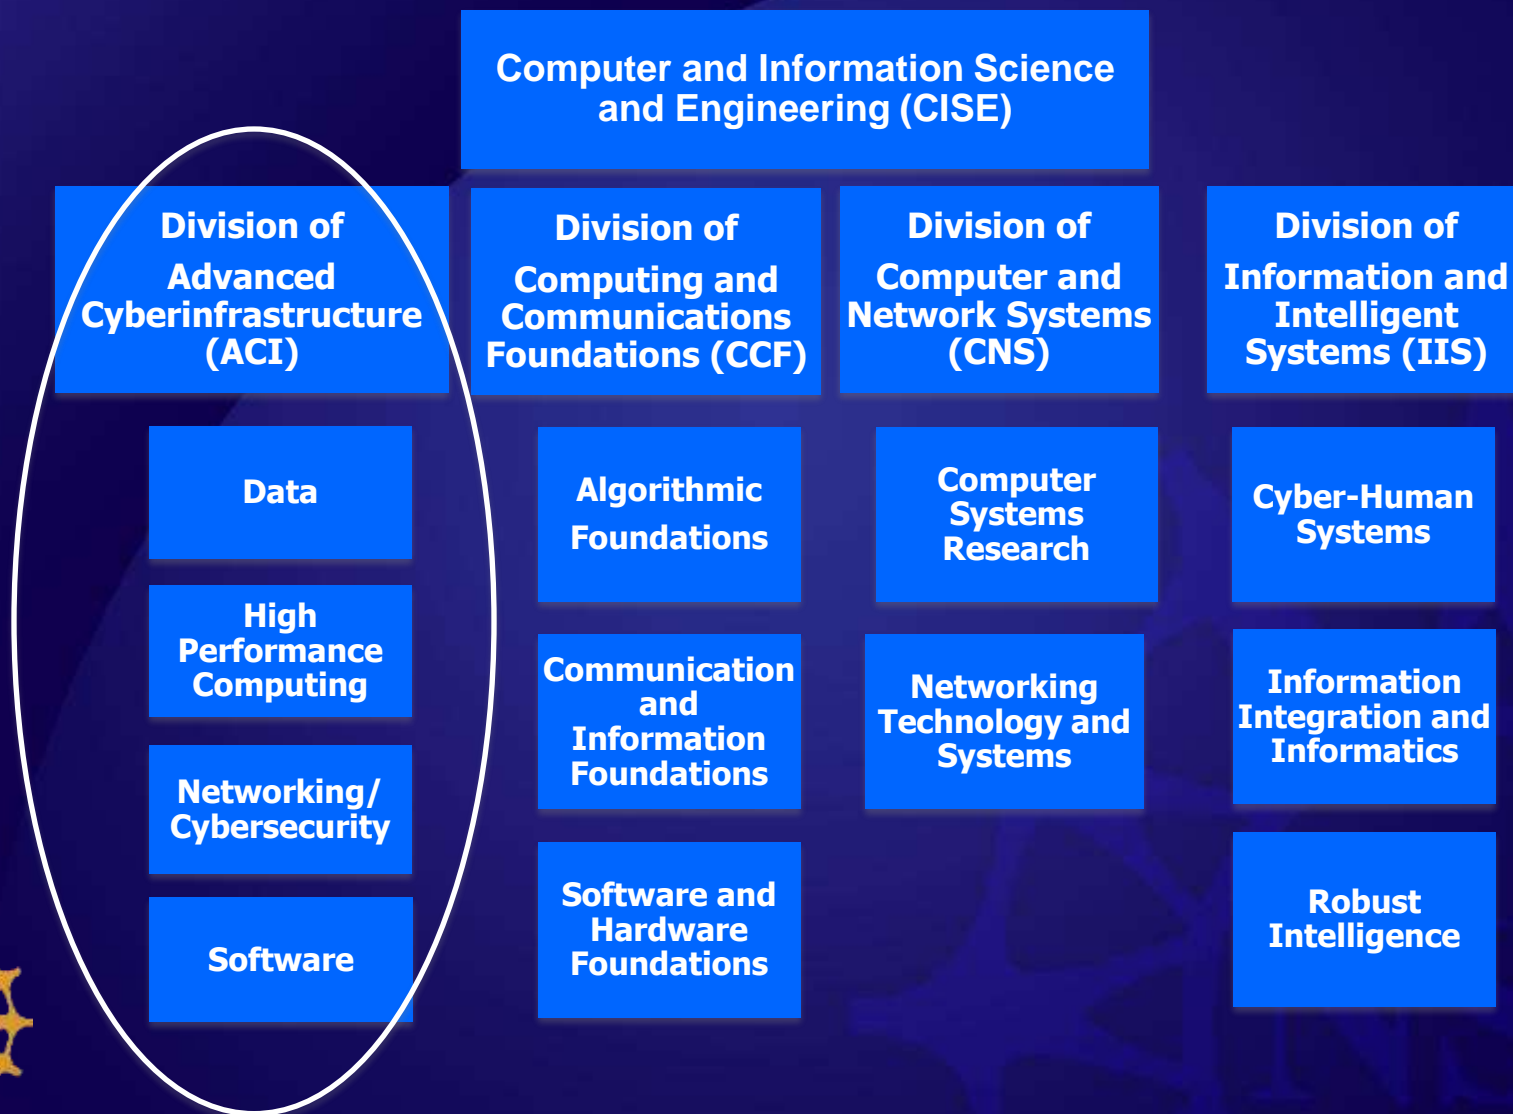 Computer and Information Science
and Engineering (CISE)
Division of
Advanced
Cyberinfrastructure
(ACI)
Data
High
Performance
Computing
Networking/
Cybersecurity
Software
Division of
Computing and
Communications
Foundations (CCF)
Algorithmic
Foundations
Communication
and
Information
Foundations
Software and
Hardware
Foundations
Division of
Computer and
Network Systems
(CNS)
Computer
Systems
Research
Networking
Technology and
Systems
Division of
Information and
Intelligent
Systems (IIS)
Cyber-Human
Systems
Information
Integration and
Informatics
Robust
Intelligence